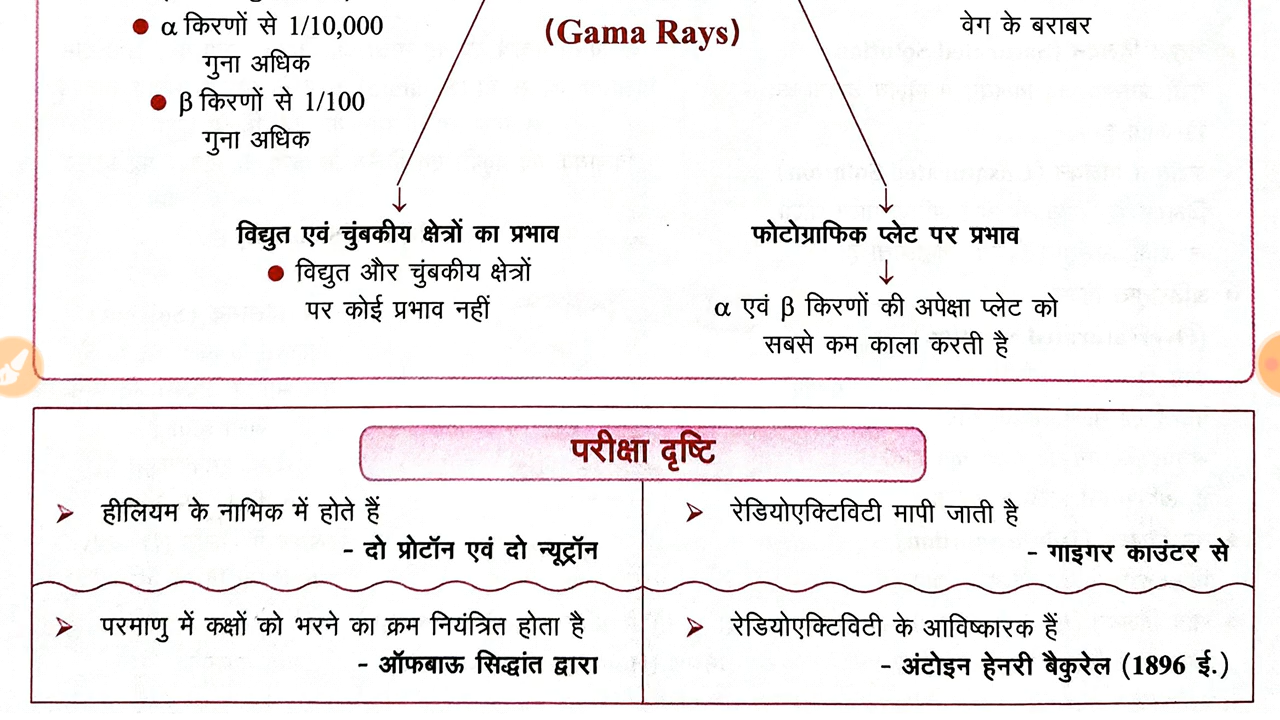 ● α किरणों से 1/10,000
गुना अधिक
● β किरणों से 1/100
गुना अधिक
(Gama Rays)
वेग के बराबर
विद्युत एवं चुंबकीय क्षेत्रों का प्रभाव
● विद्युत और चुंबकीय क्षेत्रों
पर कोई प्रभाव नहीं
फोटोग्राफिक प्लेट पर प्रभाव
α एवं β किरणों की अपेक्षा प्लेट को
सबसे कम काला करती है
परीक्षा दृष्टि
➤ हीलियम के नाभिक में होते हैं
- दो प्रोटॉन एवं दो न्यूट्रॉन
➤ परमाणु में कक्षों को भरने का क्रम नियंत्रित होता है
- ऑफबाऊ सिद्धांत द्वारा
➤ रेडियोएक्टिविटी मापी जाती है
- गाइगर काउंटर से
➤ रेडियोएक्टिविटी के आविष्कारक हैं
- अंटोइन हेनरी बैकुरेल (1896 ई.)